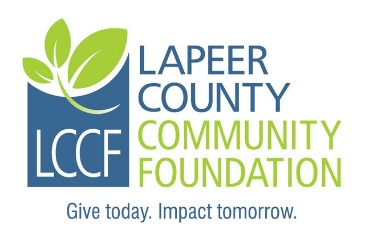 LCCF
LAPEER
COUNTY
COMMUNITY
FOUNDATION
Give today. Impact tomorrow.